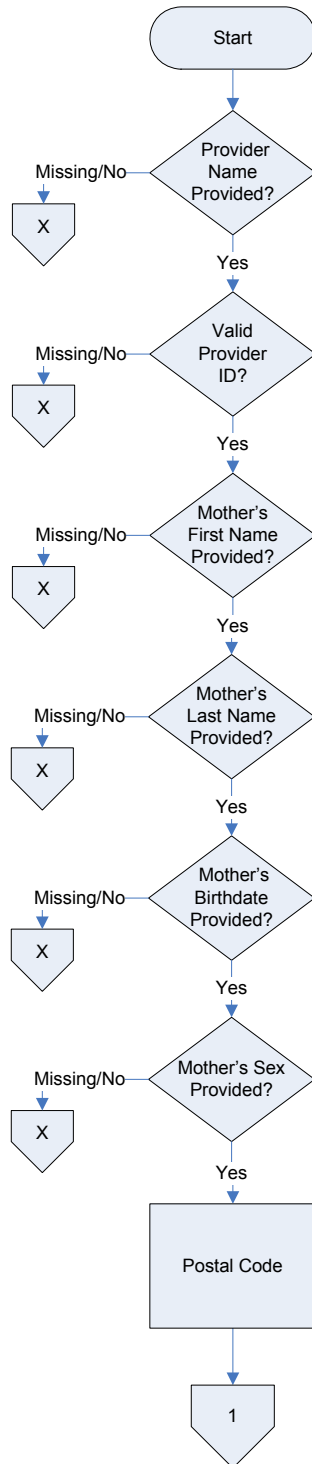 Start
Provider
Name
Provided?
Missing/No
X
Yes
Valid
Provider
ID?
Missing/No
X
Yes
Mother’s
First Name
Provided?
Missing/No
X
Yes
Mother’s
Last Name
Provided?
Missing/No
X
Yes
Mother’s
Birthdate
Provided?
Missing/No
X
Yes
Mother’s Sex
Provided?
Missing/No
X
Yes
Postal Code
1